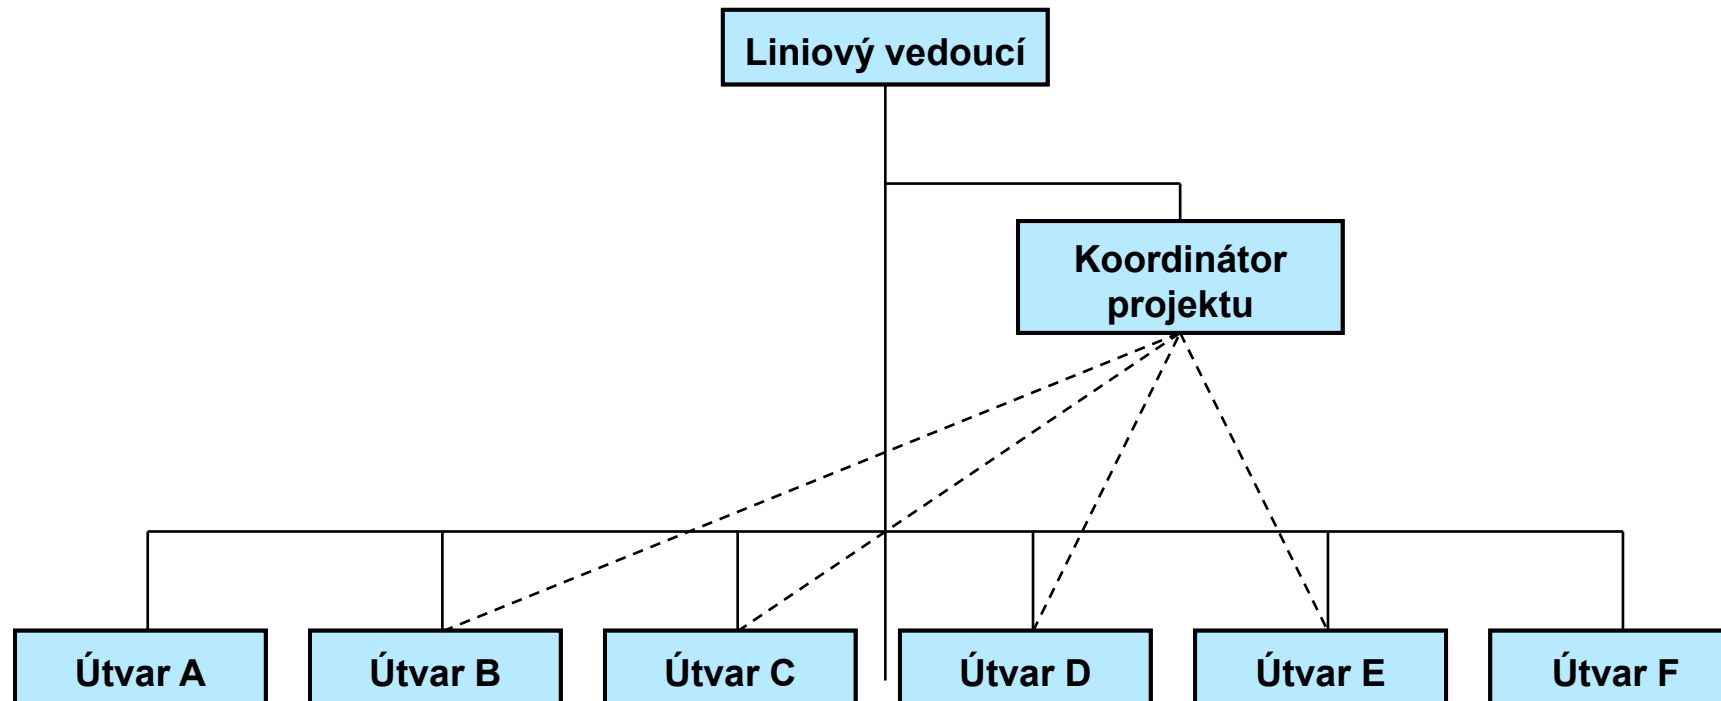 Liniový vedoucí
Koordinátor
projektu
Útvar A
Útvar B
Útvar C
Útvar D
Útvar E
Útvar F